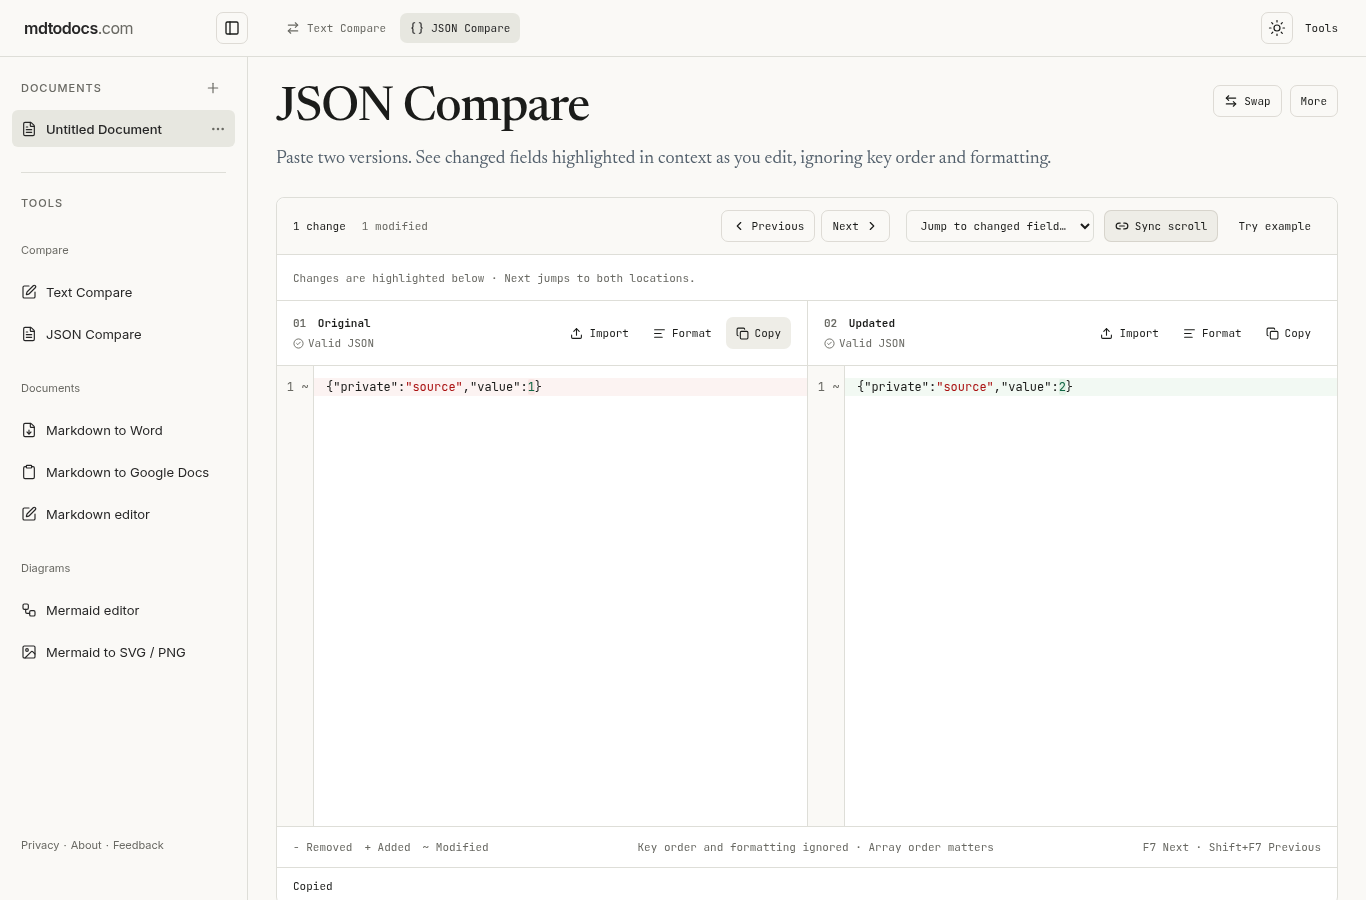 mdtodocs.com
Text Compare
{} JSON Compare
Tools
DOCUMENTS
Untitled Document
TOOLS
Compare
Text Compare
JSON Compare
Documents
Markdown to Word
Markdown to Google Docs
Markdown editor
Diagrams
Mermaid editor
Mermaid to SVG / PNG
Privacy · About · Feedback
JSON Compare
Swap
More
Paste two versions. See changed fields highlighted in context as you edit, ignoring key order and formatting.
1 change 1 modified
Previous
Next
Jump to changed field…
Sync scroll
Try example
Changes are highlighted below · Next jumps to both locations.
01 Original
Valid JSON
Import
Format
Copy
1 ~ {"private":"source","value":1}
02 Updated
Valid JSON
Import
Format
Copy
1 ~ {"private":"source","value":2}
- Removed + Added ~ Modified
Key order and formatting ignored · Array order matters
F7 Next · Shift+F7 Previous
Copied